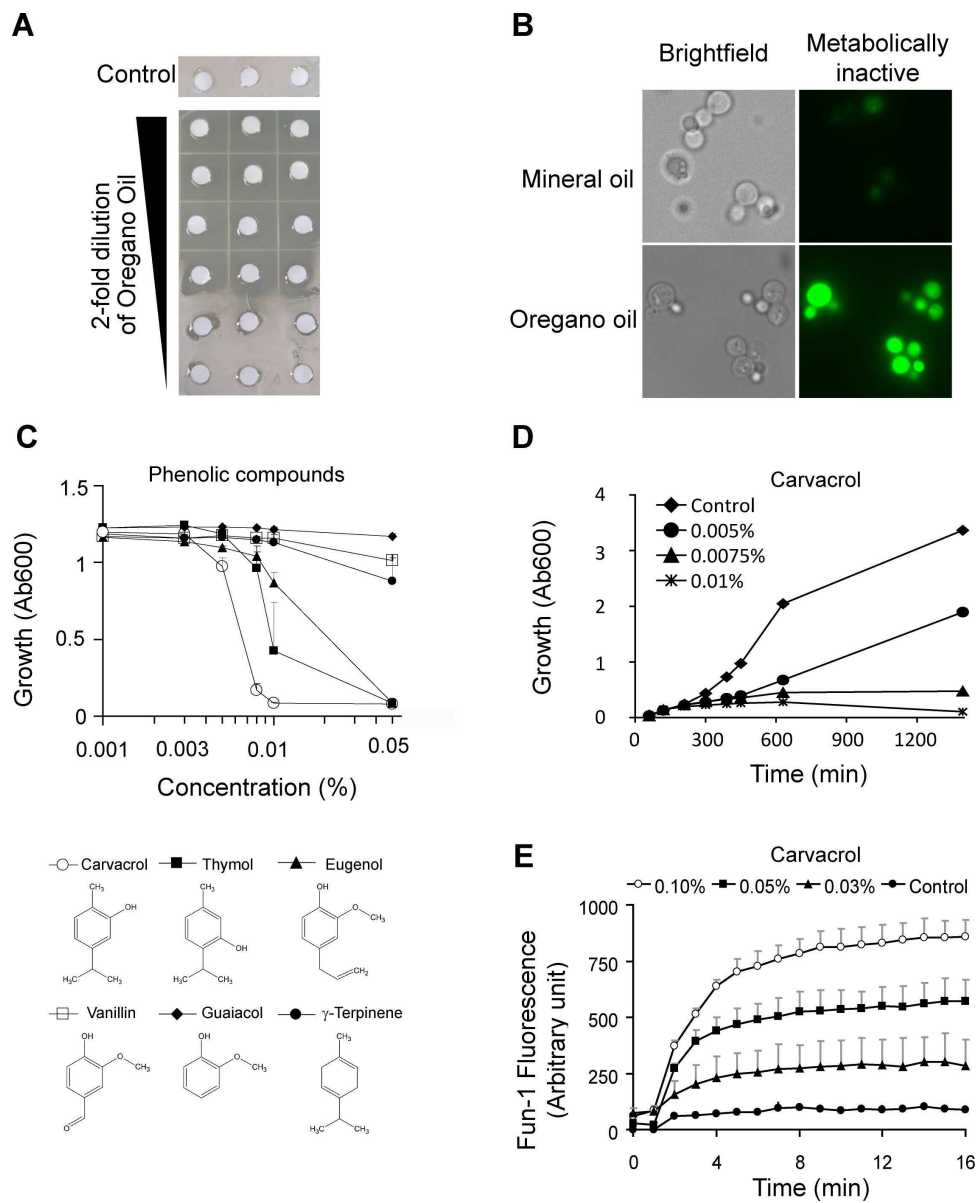 A
Control
2-fold dilution
of Oregano Oil
B
Brightfield
Metabolically
inactive
Mineral oil
Oregano oil
C
Phenolic compounds
1.5
1
0.5
0
Growth (Ab600)
0.001
0.003
0.01
0.05
Concentration (%)
Carvacrol
Thymol
Eugenol
CH₃
OH
H₃C
CH₃
CH₃
OH
H₃C
CH₃
OH
O
CH₃
CH₂
Vanillin
Guaiacol
γ-Terpinene
OH
O
CH₃
O
OH
O
CH₃
CH₃
H₃C
CH₃
D
Carvacrol
4
3
2
1
0
Growth (Ab600)
Control
0.005%
0.0075%
0.01%
0
300
600
900
1200
Time (min)
E
Carvacrol
0.10%
0.05%
0.03%
Control
1000
750
500
250
0
Fun-1 Fluorescence
(Arbitrary unit)
0
4
8
12
16
Time (min)